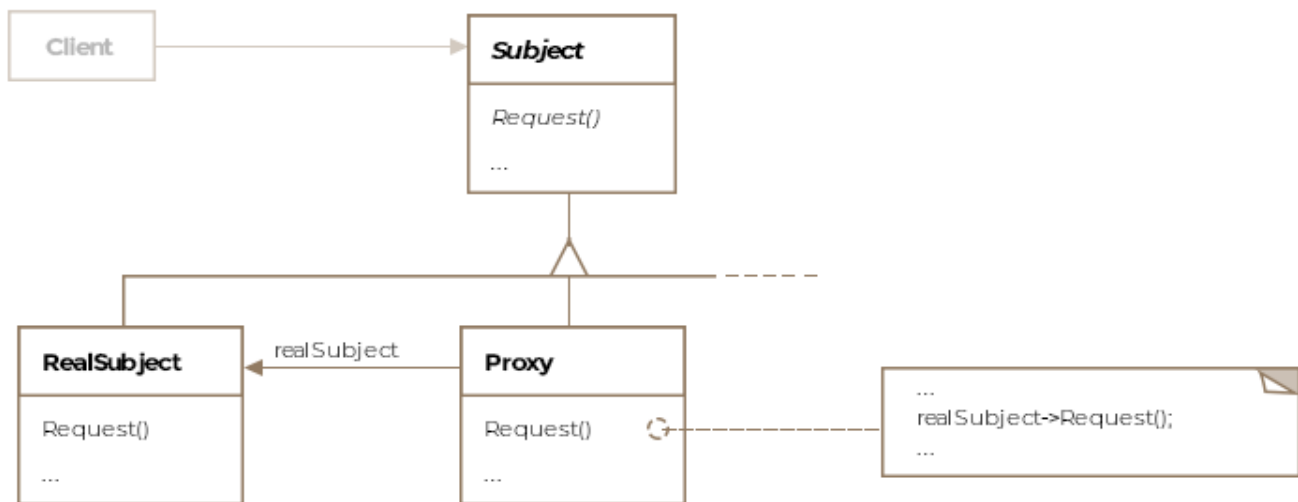 Client
Subject
Request()
...
RealSubject
Request()
...
realSubject
Proxy
Request()
...
...
realSubject->Request();
...